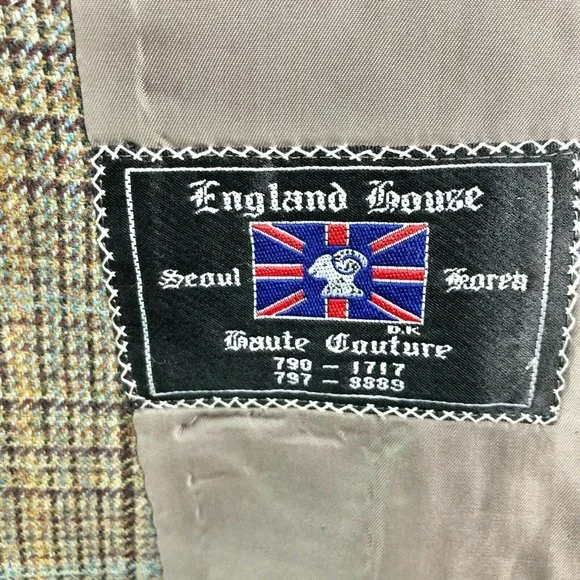 England House
Seoul Korea
D.K
Haute Couture
790 - 1717
797 - 8889